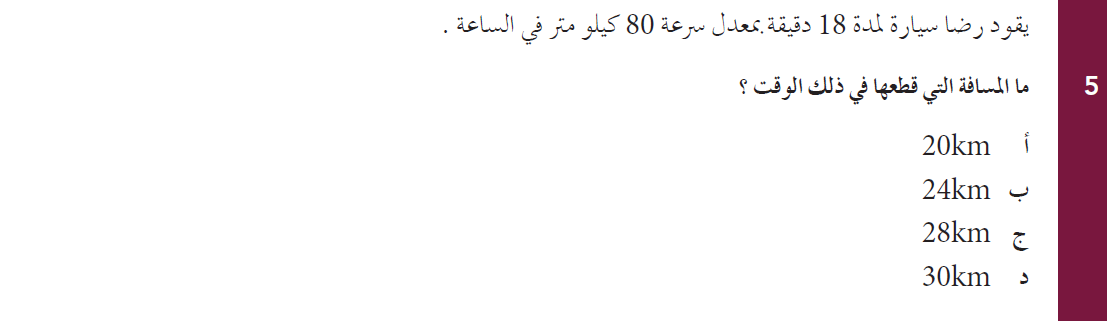 يقود رضا سيارة لمدة 18 دقيقة.بمعدل سرعة 80 كيلو متر في الساعة .
5
ما المسافة التي قطعها في ذلك الوقت ؟
أ 20km
ب 24km
ج 28km
د 30km